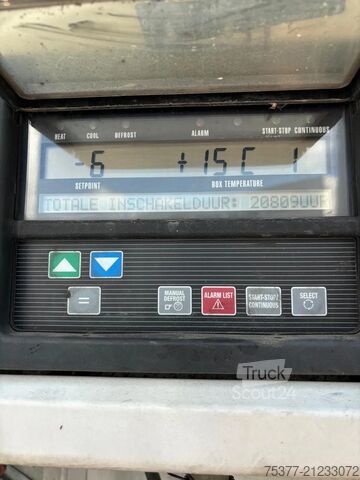 HEAT COOL DEFROST ALARM START-STOP CONTINUOUS
-6 +15C 1
SETPOINT BOX TEMPERATURE
TOTALE INSCHAKELDUUR: 20809UUR
=
MANUAL DEFROST
ALARM LIST
START-STOP/ CONTINUOUS
SELECT
Truck
Scout24
75377-21233072